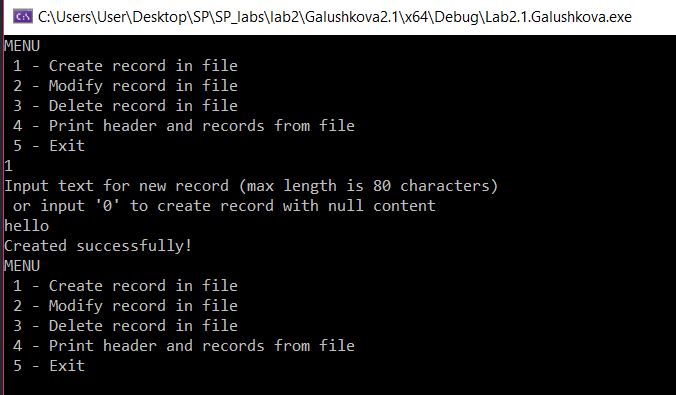 C:\Users\User\Desktop\SP\SP_labs\lab2\Galushkova2.1\x64\Debug\Lab2.1.Galushkova.exe
MENU
 1 - Create record in file
 2 - Modify record in file
 3 - Delete record in file
 4 - Print header and records from file
 5 - Exit
1
Input text for new record (max length is 80 characters)
 or input '0' to create record with null content
hello
Created successfully!
MENU
 1 - Create record in file
 2 - Modify record in file
 3 - Delete record in file
 4 - Print header and records from file
 5 - Exit